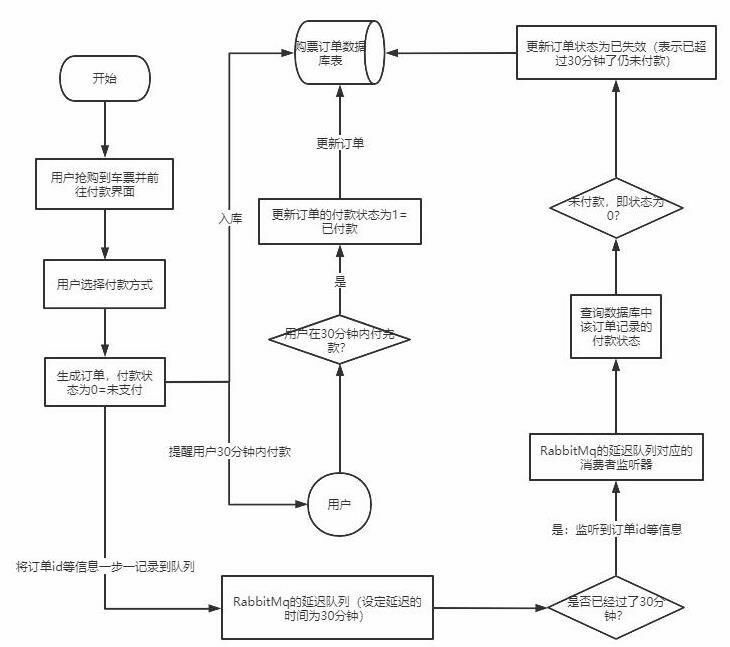 开始
用户抢购到车票并前
往付款界面
用户选择付款方式
生成订单，付款状
态为0=未支付
将订单id等信息一步一记录到队列
入库
提醒用户30分钟内付款
购票订单数据
库表
更新订单
更新订单的付款状态为1=
已付款
是
用户在30分钟内付完
款？
用户
RabbitMq的延迟队列（设定延迟的
时间为30分钟）
更新订单状态为已失效（表示已超
过30分钟了仍未付款）
未付款，即状态为
0？
查询数据库中
该订单记录的
付款状态
RabbitMq的延迟队列对应的
消费者监听器
是：监听到订单id等信息
是否已经过了30分
钟？